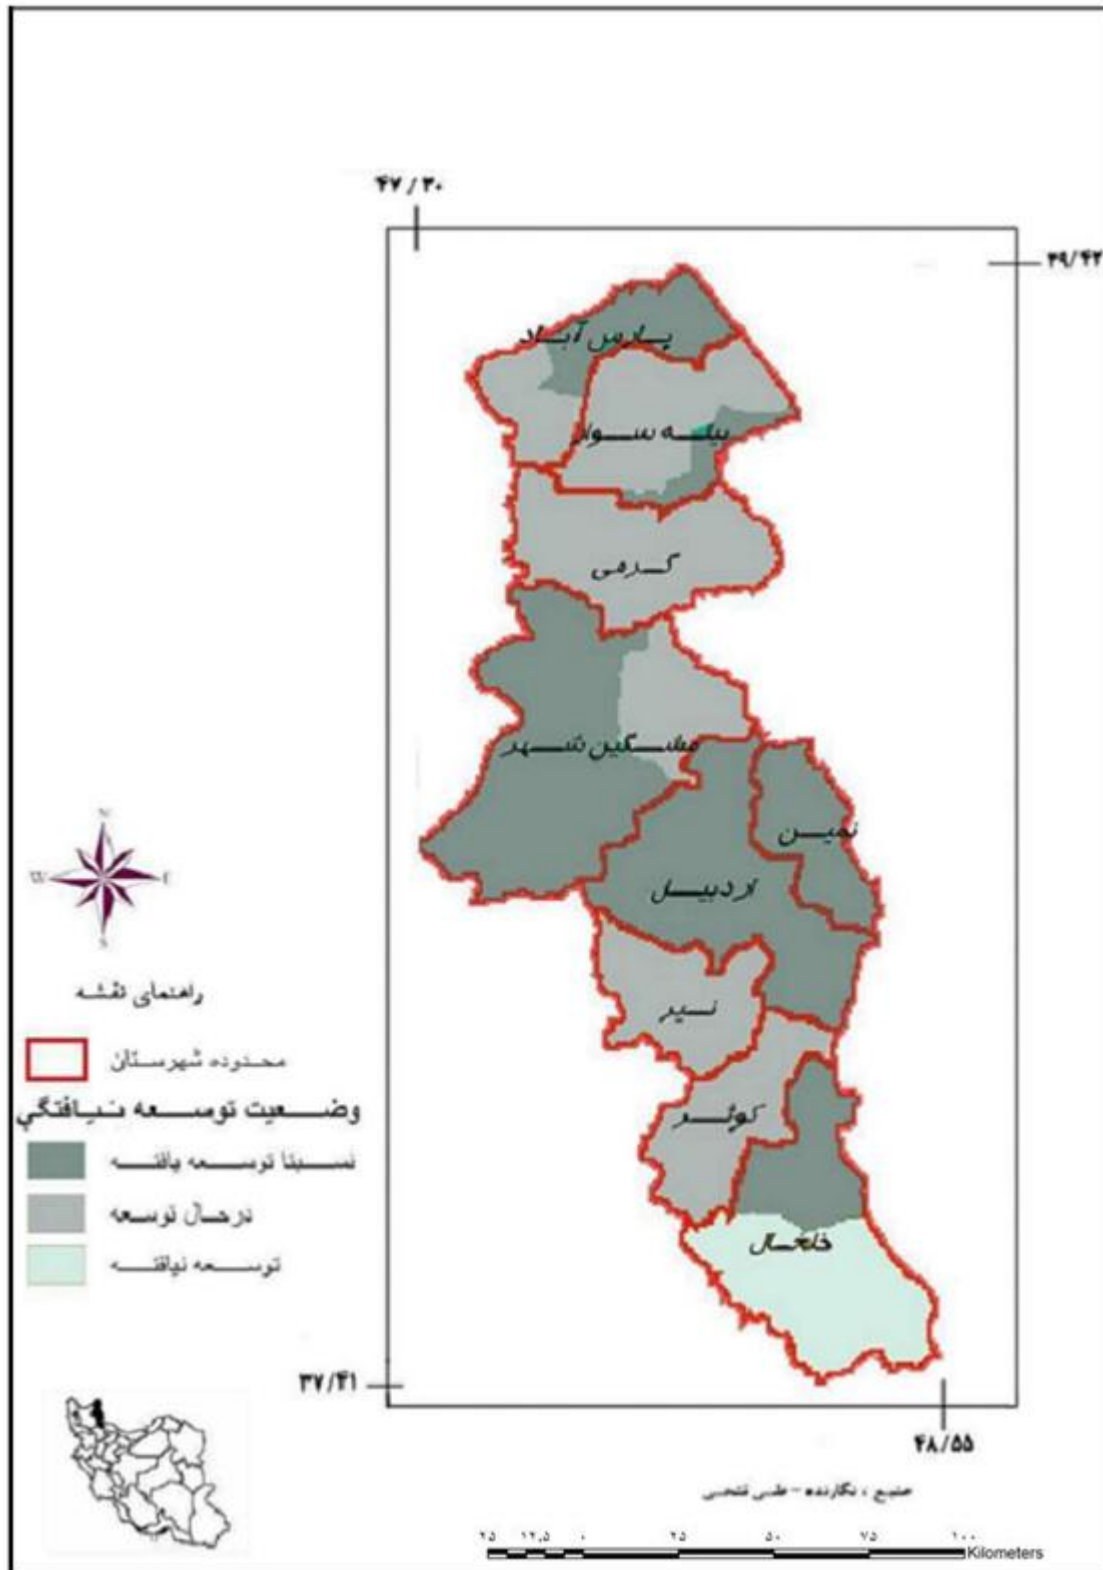 ۴۷/۳۰
۳۹/۴۲
پارس آباد
بیله سوار
گرمی
مشگین شهر
نمین
اردبیل
نیر
کوثر
خلخال
N
W
E
S
راهنمای نقشه
محدوده شهرستان
وضعیت توسعه نیافتگی
نسبتا توسعه یافته
درحال توسعه
توسعه نیافته
۳۷/۴۱
۴۸/۵۵
منبع ، نگارنده -
۲۵ ۱۲,۵ ۰ ۲۵ ۵۰ ۷۵ ۱۰۰
Kilometers